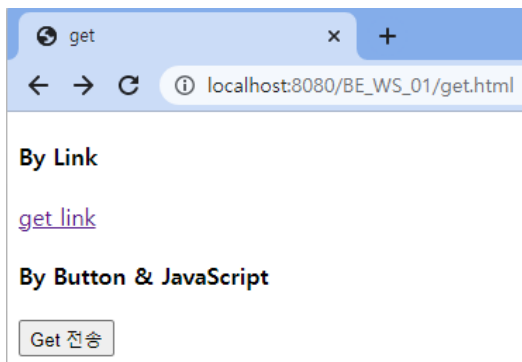 get
localhost:8080/BE_WS_01/get.html
By Link
get link
By Button & JavaScript
Get 전송